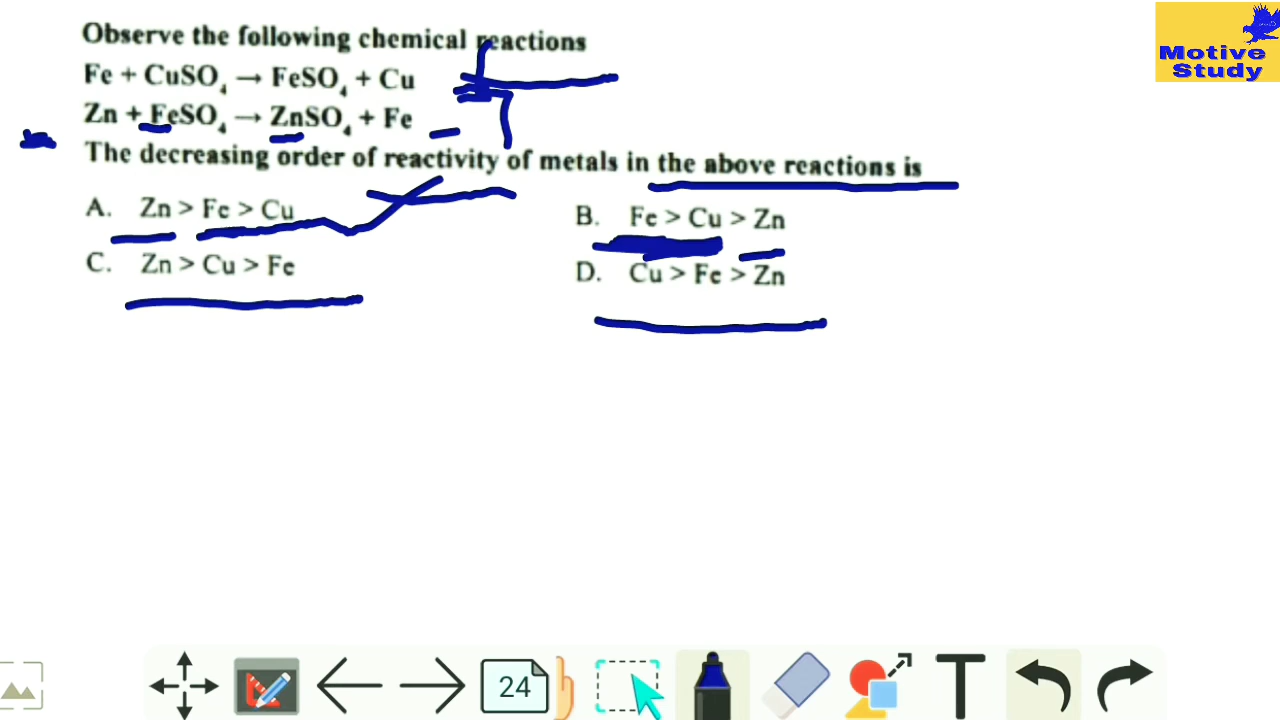 Observe the following chemical reactions
Fe + CuSO₄ → FeSO₄ + Cu
Zn + FeSO₄ → ZnSO₄ + Fe
The decreasing order of reactivity of metals in the above reactions is
A. Zn > Fe > Cu
B. Fe > Cu > Zn
C. Zn > Cu > Fe
D. Cu > Fe > Zn
Motive
Study
24
T